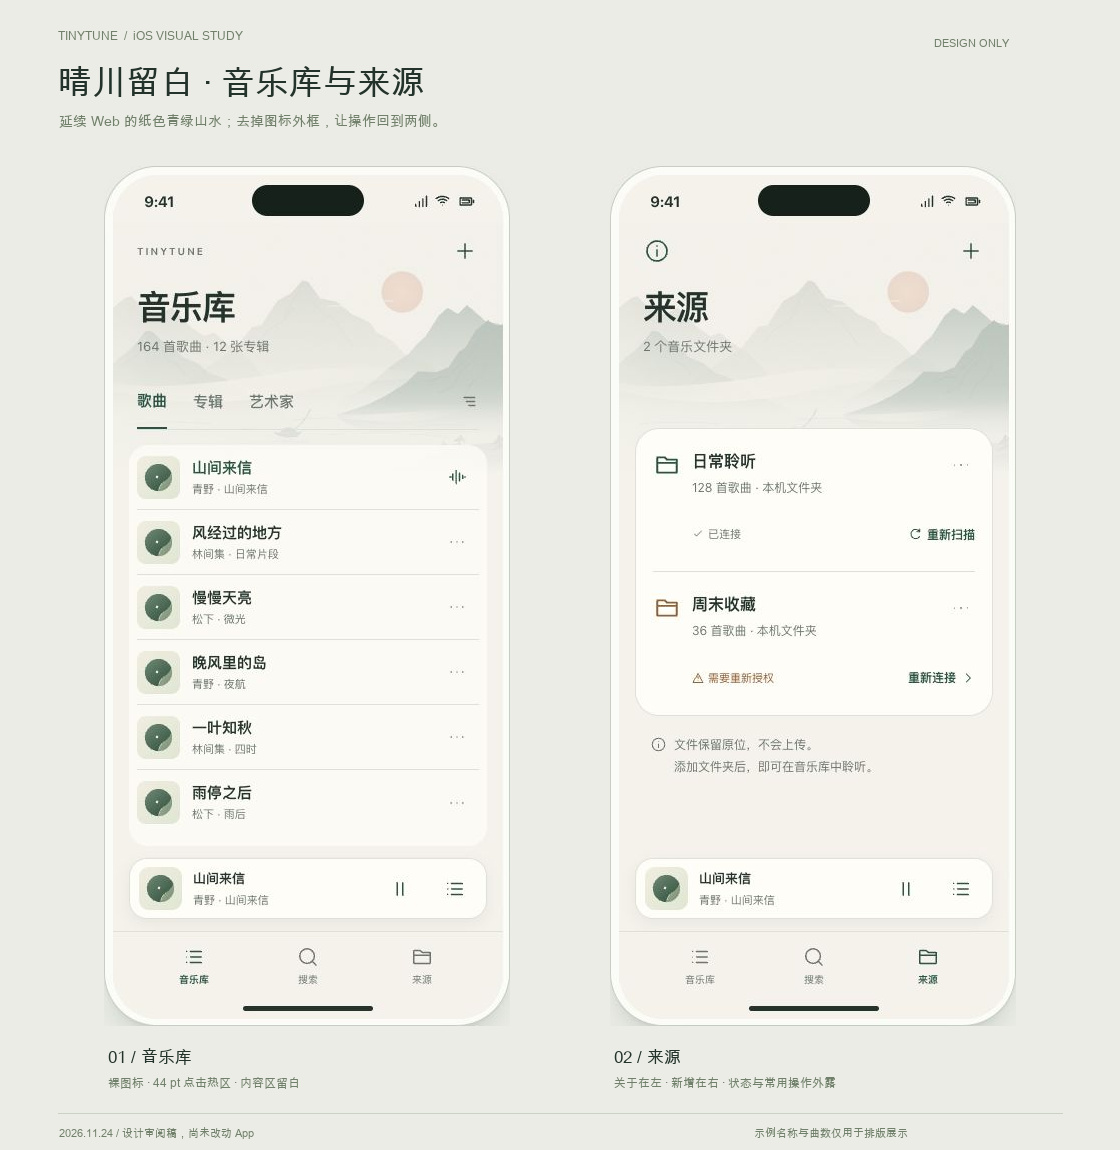 TINYTUNE / iOS VISUAL STUDY
DESIGN ONLY
晴川留白 · 音乐库与来源
延续 Web 的纸色青绿山水；去掉图标外框，让操作回到两侧。
9:41
TINYTUNE
音乐库
164 首歌曲 · 12 张专辑
歌曲 专辑 艺术家
山间来信
青野 · 山间来信
风经过的地方
林间集 · 日常片段
慢慢天亮
松下 · 微光
晚风里的岛
青野 · 夜航
一叶知秋
林间集 · 四时
雨停之后
松下 · 雨后
山间来信
青野 · 山间来信
音乐库 搜索 来源
01 / 音乐库
裸图标 · 44 pt 点击热区 · 内容区留白
9:41
来源
2 个音乐文件夹
日常聆听
128 首歌曲 · 本机文件夹
已连接 重新扫描
周末收藏
36 首歌曲 · 本机文件夹
需要重新授权 重新连接
文件保留原位，不会上传。
添加文件夹后，即可在音乐库中聆听。
山间来信
青野 · 山间来信
音乐库 搜索 来源
02 / 来源
关于在左 · 新增在右 · 状态与常用操作外露
2026.11.24 / 设计审阅稿，尚未改动 App
示例名称与曲数仅用于排版展示